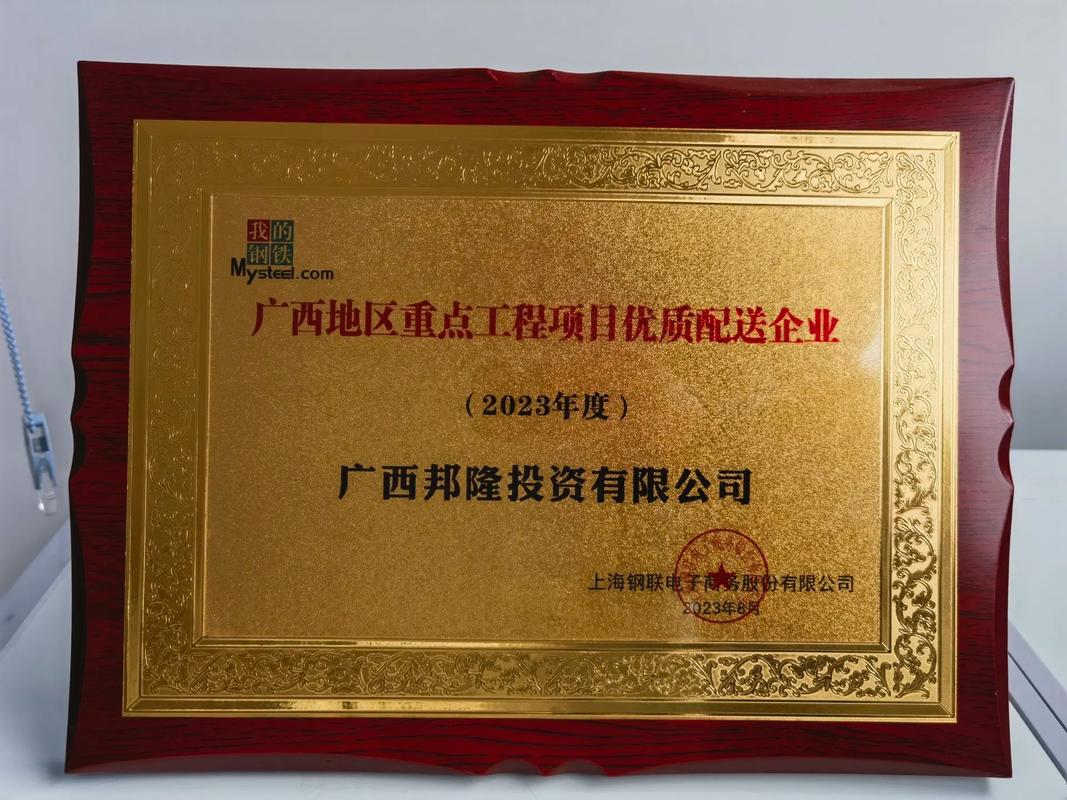 我的
钢铁
Mysteel.com
广西地区重点工程项目优质配送企业
（2023年度）
广西邦隆投资有限公司
上海钢联电子商务股份有限公司
2023年8月